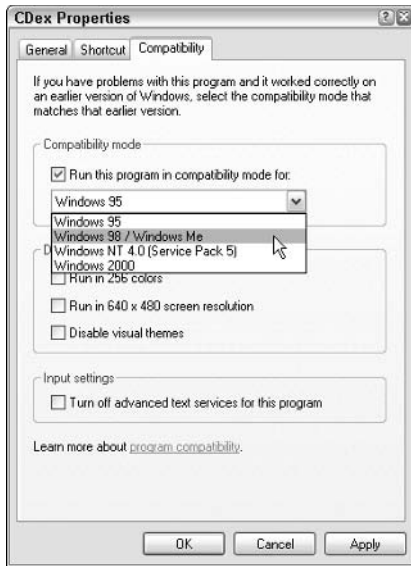 CDex Properties
General
Shortcut
Compatibility
If you have problems with this program and it worked correctly on
an earlier version of Windows, select the compatibility mode that
matches that earlier version.
Compatibility mode
Run this program in compatibility mode for:
Windows 95
Windows 95
Windows 98 / Windows Me
D
Windows NT 4.0 (Service Pack 5)
Windows 2000
Run in 256 colors
Run in 640 x 480 screen resolution
Disable visual themes
Input settings
Turn off advanced text services for this program
Learn more about program compatibility.
OK
Cancel
Apply